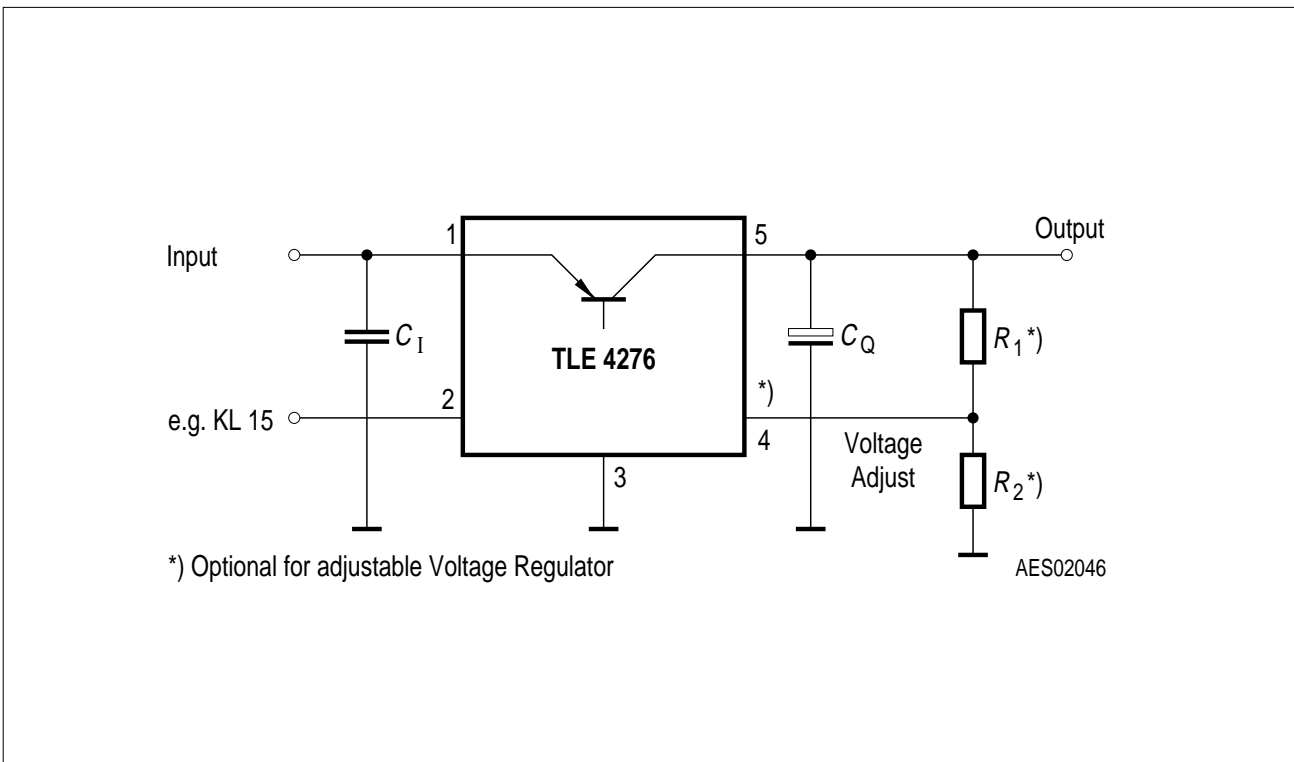 Input
1
5
Output
C I
TLE 4276
C Q
R 1 *)
e.g. KL 15
2
*)
4
3
Voltage
Adjust
R 2 *)
*) Optional for adjustable Voltage Regulator
AES02046